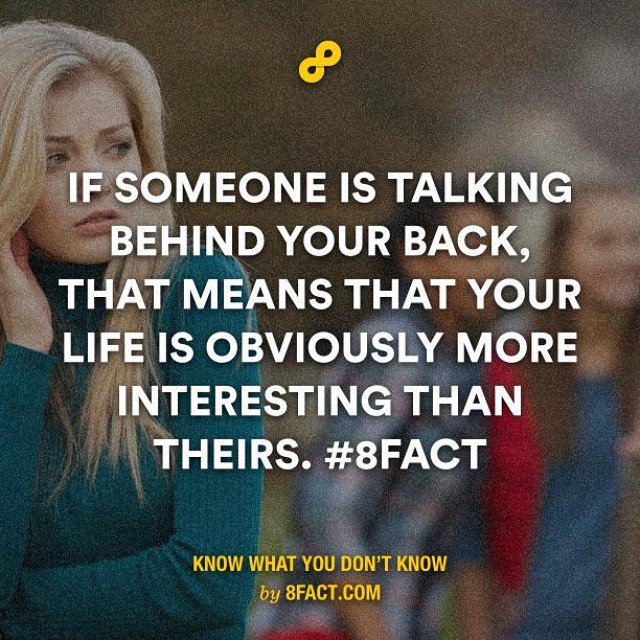 IF SOMEONE IS TALKING
BEHIND YOUR BACK,
THAT MEANS THAT YOUR
LIFE IS OBVIOUSLY MORE
INTERESTING THAN
THEIRS. #8FACT
KNOW WHAT YOU DON'T KNOW
by 8FACT.COM